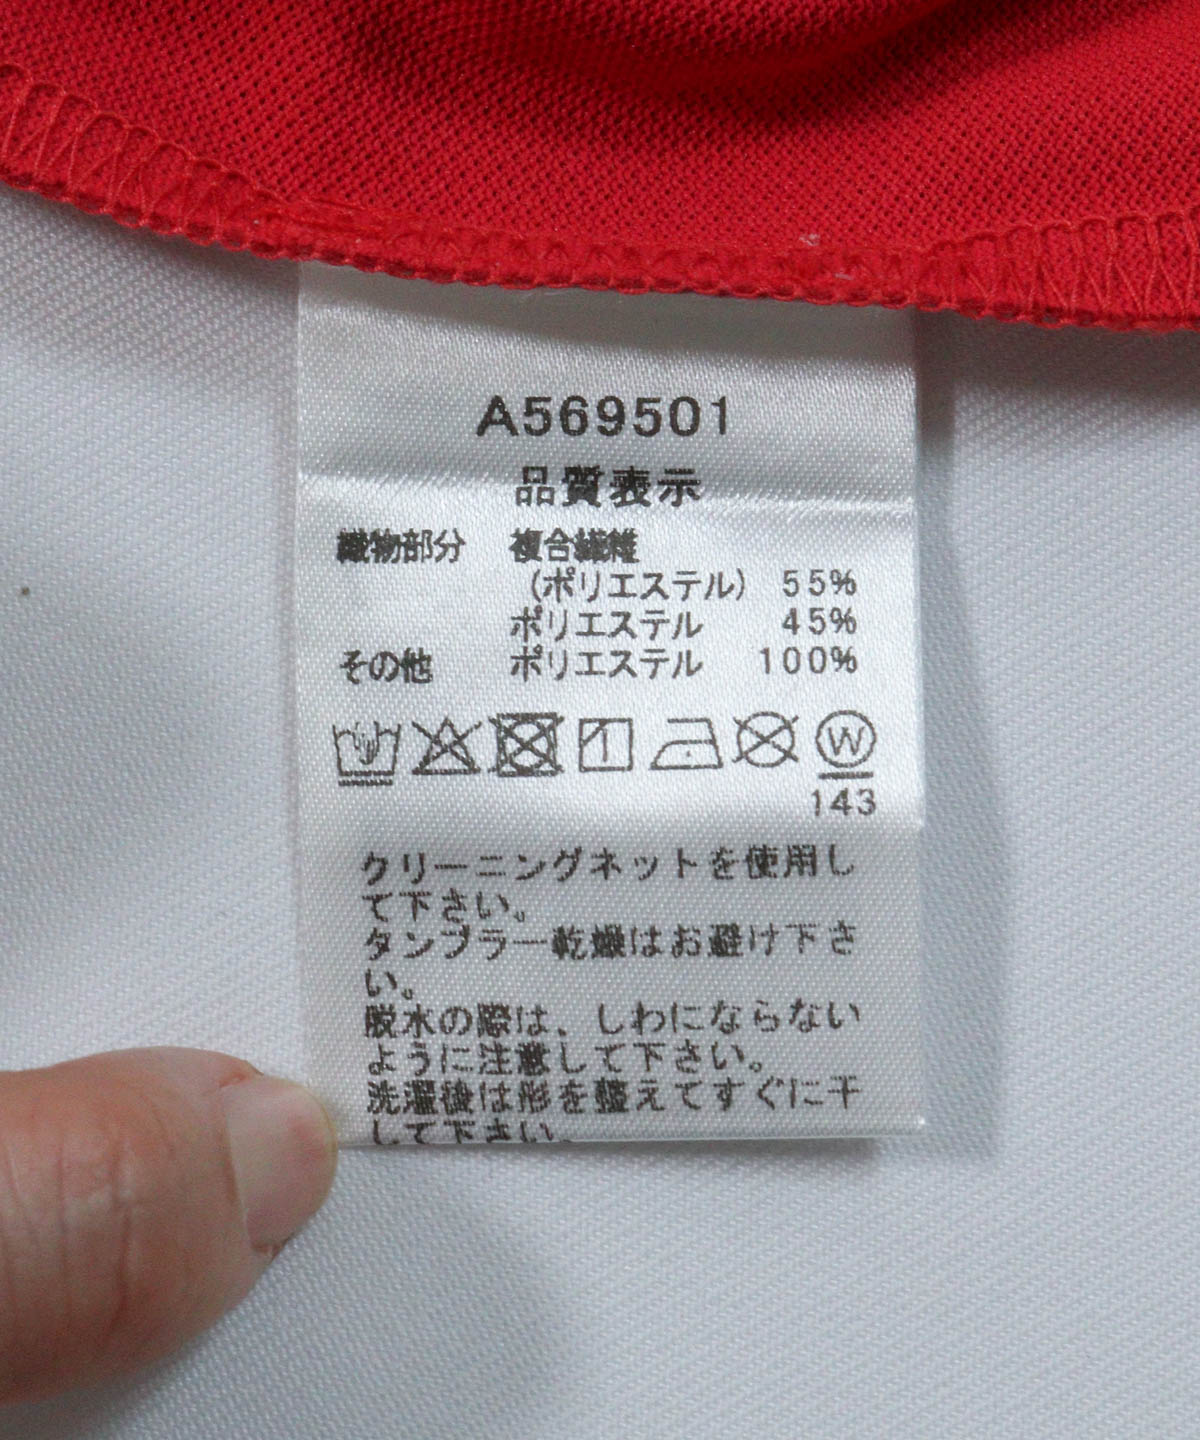 A569501
品質表示
織物部分 複合繊維
(ポリエステル) 55%
ポリエステル 45%
その他 ポリエステル 100%
1 W
143
クリーニングネットを使用し
て下さい。
タンブラー乾燥はお避け下さ
い。
脱水の際は、しわにならない
ように注意して下さい。
洗濯後は形を整えてすぐに干
して下さい。